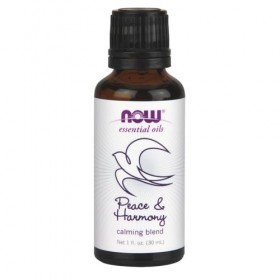 NOW®
essential oils
Peace &
Harmony
calming blend
Net 1 fl. oz. (30 mL)